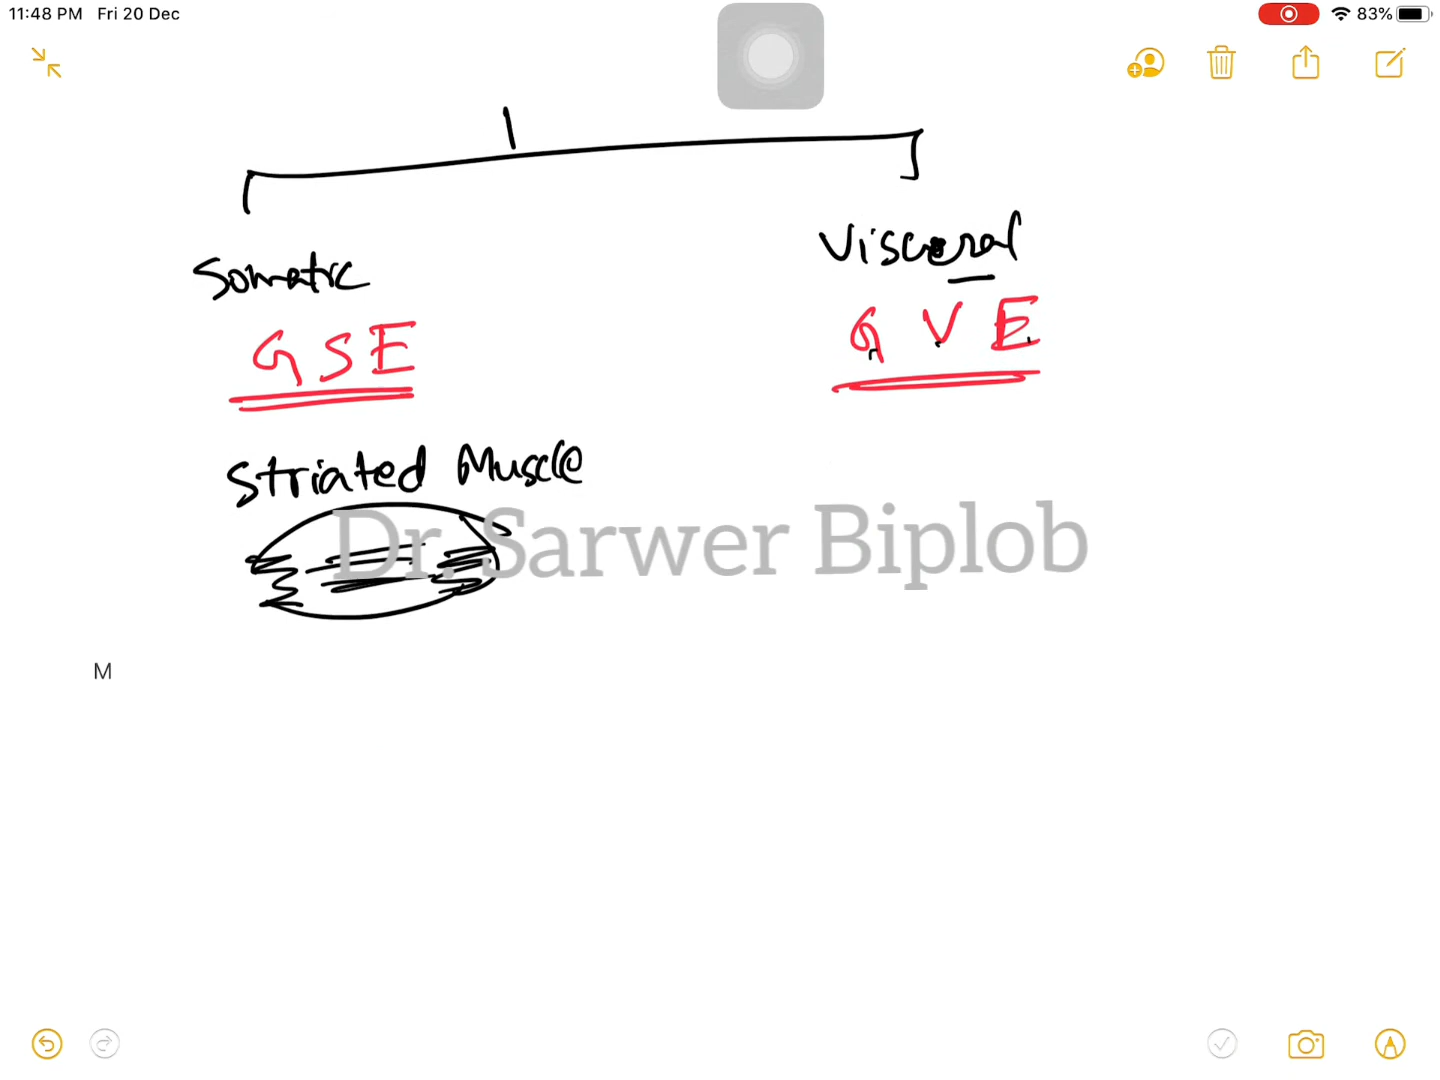 11:48 PM Fri 20 Dec 83%
Somatic Visceral
GSE GVE
Striated Muscle
Dr. Sarwer Biplob
M